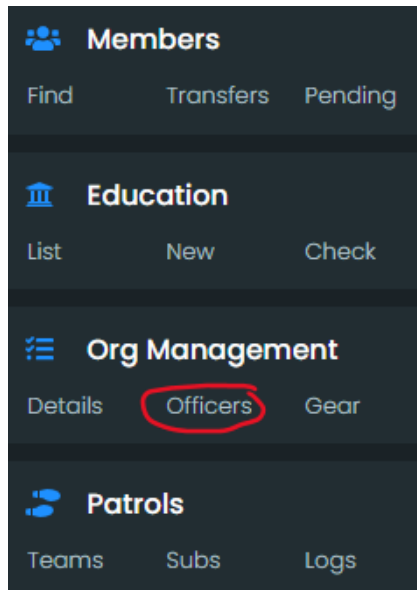 Members
Find Transfers Pending
Education
List New Check
Org Management
Details Officers Gear
Patrols
Teams Subs Logs